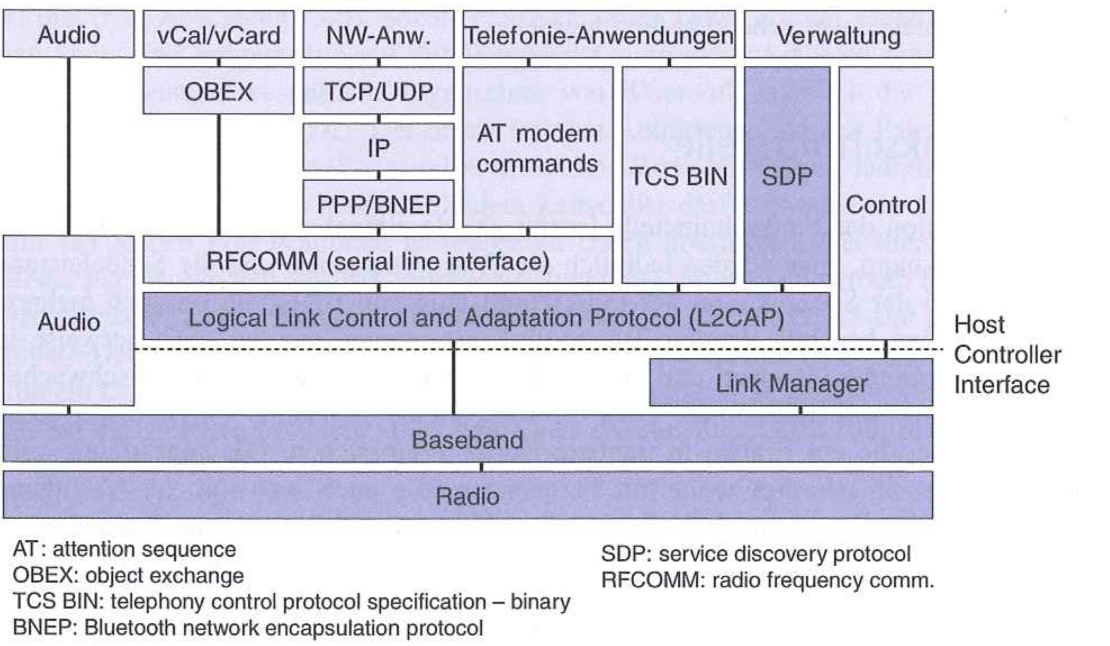 Audio
vCal/vCard
NW-Anw.
Telefonie-Anwendungen
Verwaltung
OBEX
TCP/UDP
AT modem
commands
TCS BIN
SDP
Control
IP
PPP/BNEP
RFCOMM (serial line interface)
Audio
Logical Link Control and Adaptation Protocol (L2CAP)
Host
Controller
Interface
Link Manager
Baseband
Radio
AT: attention sequence
OBEX: object exchange
TCS BIN: telephony control protocol specification – binary
BNEP: Bluetooth network encapsulation protocol
SDP: service discovery protocol
RFCOMM: radio frequency comm.